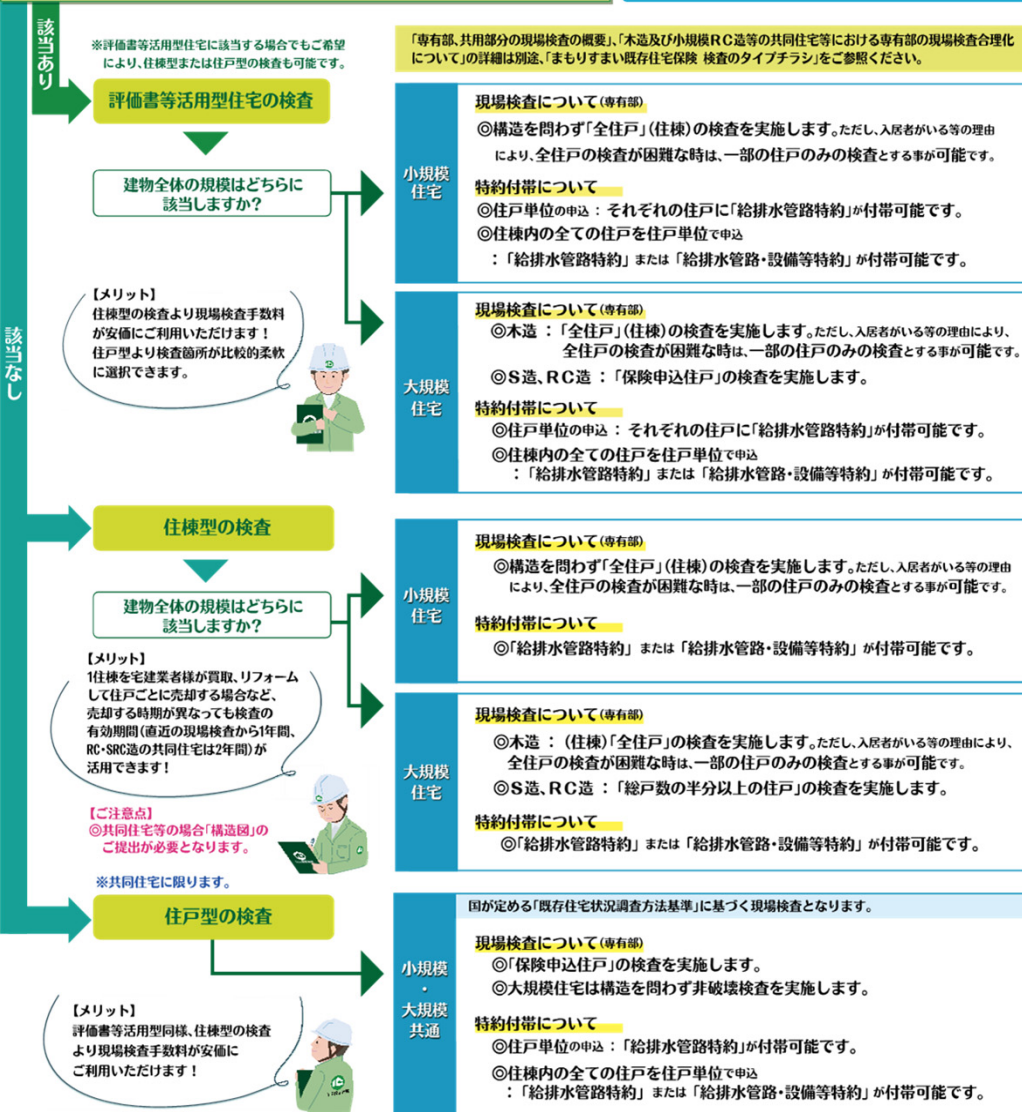 該当あり
※評価書等活用型住宅に該当する場合でもご希望
により、住棟型または住戸型の検査も可能です。
「専有部、共用部分の現場検査の概要」、「木造及び小規模RC造等の共同住宅等における専有部の現場検査合理化
について」の詳細は別途、「まもりすまい既存住宅保険 検査のタイプチラシ」をご参照ください。
評価書等活用型住宅の検査
建物全体の規模はどちらに
該当しますか?
小規模
住宅
現場検査について(専有部)
◎構造を問わず「全住戸」(住棟)の検査を実施します。ただし、入居者がいる等の理由
により、全住戸の検査が困難な時は、一部の住戸のみの検査とする事が可能です。
特約付帯について
◎住戸単位の申込:それぞれの住戸に「給排水管路特約」が付帯可能です。
◎住棟内の全ての住戸を住戸単位で申込
:「給排水管路特約」または「給排水管路・設備等特約」が付帯可能です。
【メリット】
住棟型の検査より現場検査手数料
が安価にご利用いただけます!
住戸型より検査箇所が比較的柔軟
に選択できます。
大規模
住宅
現場検査について(専有部)
◎木造:「全住戸」(住棟)の検査を実施します。ただし、入居者がいる等の理由により、
全住戸の検査が困難な時は、一部の住戸のみの検査とする事が可能です。
◎S造、RC造:「保険申込住戸」の検査を実施します。
特約付帯について
◎住戸単位の申込:それぞれの住戸に「給排水管路特約」が付帯可能です。
◎住棟内の全ての住戸を住戸単位で申込
:「給排水管路特約」または「給排水管路・設備等特約」が付帯可能です。
該当なし
住棟型の検査
建物全体の規模はどちらに
該当しますか?
小規模
住宅
現場検査について(専有部)
◎構造を問わず「全住戸」(住棟)の検査を実施します。ただし、入居者がいる等の理由
により、全住戸の検査が困難な時は、一部の住戸のみの検査とする事が可能です。
特約付帯について
◎「給排水管路特約」または「給排水管路・設備等特約」が付帯可能です。
【メリット】
1住棟を宅建業者様が買取、リフォーム
して住戸ごとに売却する場合など、
売却する時期が異なっても検査の
有効期間(直近の現場検査から1年間、
RC・SRC造の共同住宅は2年間)が
活用できます!
【ご注意点】
◎共同住宅等の場合「構造図」の
ご提出が必要となります。
大規模
住宅
現場検査について(専有部)
◎木造:(住棟)「全住戸」の検査を実施します。ただし、入居者がいる等の理由により、
全住戸の検査が困難な時は、一部の住戸のみの検査とする事が可能です。
◎S造、RC造:「総戸数の半分以上の住戸」の検査を実施します。
特約付帯について
◎「給排水管路特約」または「給排水管路・設備等特約」が付帯可能です。
※共同住宅に限ります。
住戸型の検査
【メリット】
評価書等活用型同様、住棟型の検査
より現場検査手数料が安価に
ご利用いただけます!
小規模
・
大規模
共通
国が定める「既存住宅状況調査方法基準」に基づく現場検査となります。
現場検査について(専有部)
◎「保険申込住戸」の検査を実施します。
◎大規模住宅は構造を問わず非破壊検査を実施します。
特約付帯について
◎住戸単位の申込:「給排水管路特約」が付帯可能です。
◎住棟内の全ての住戸を住戸単位で申込
:「給排水管路特約」または「給排水管路・設備等特約」が付帯可能です。